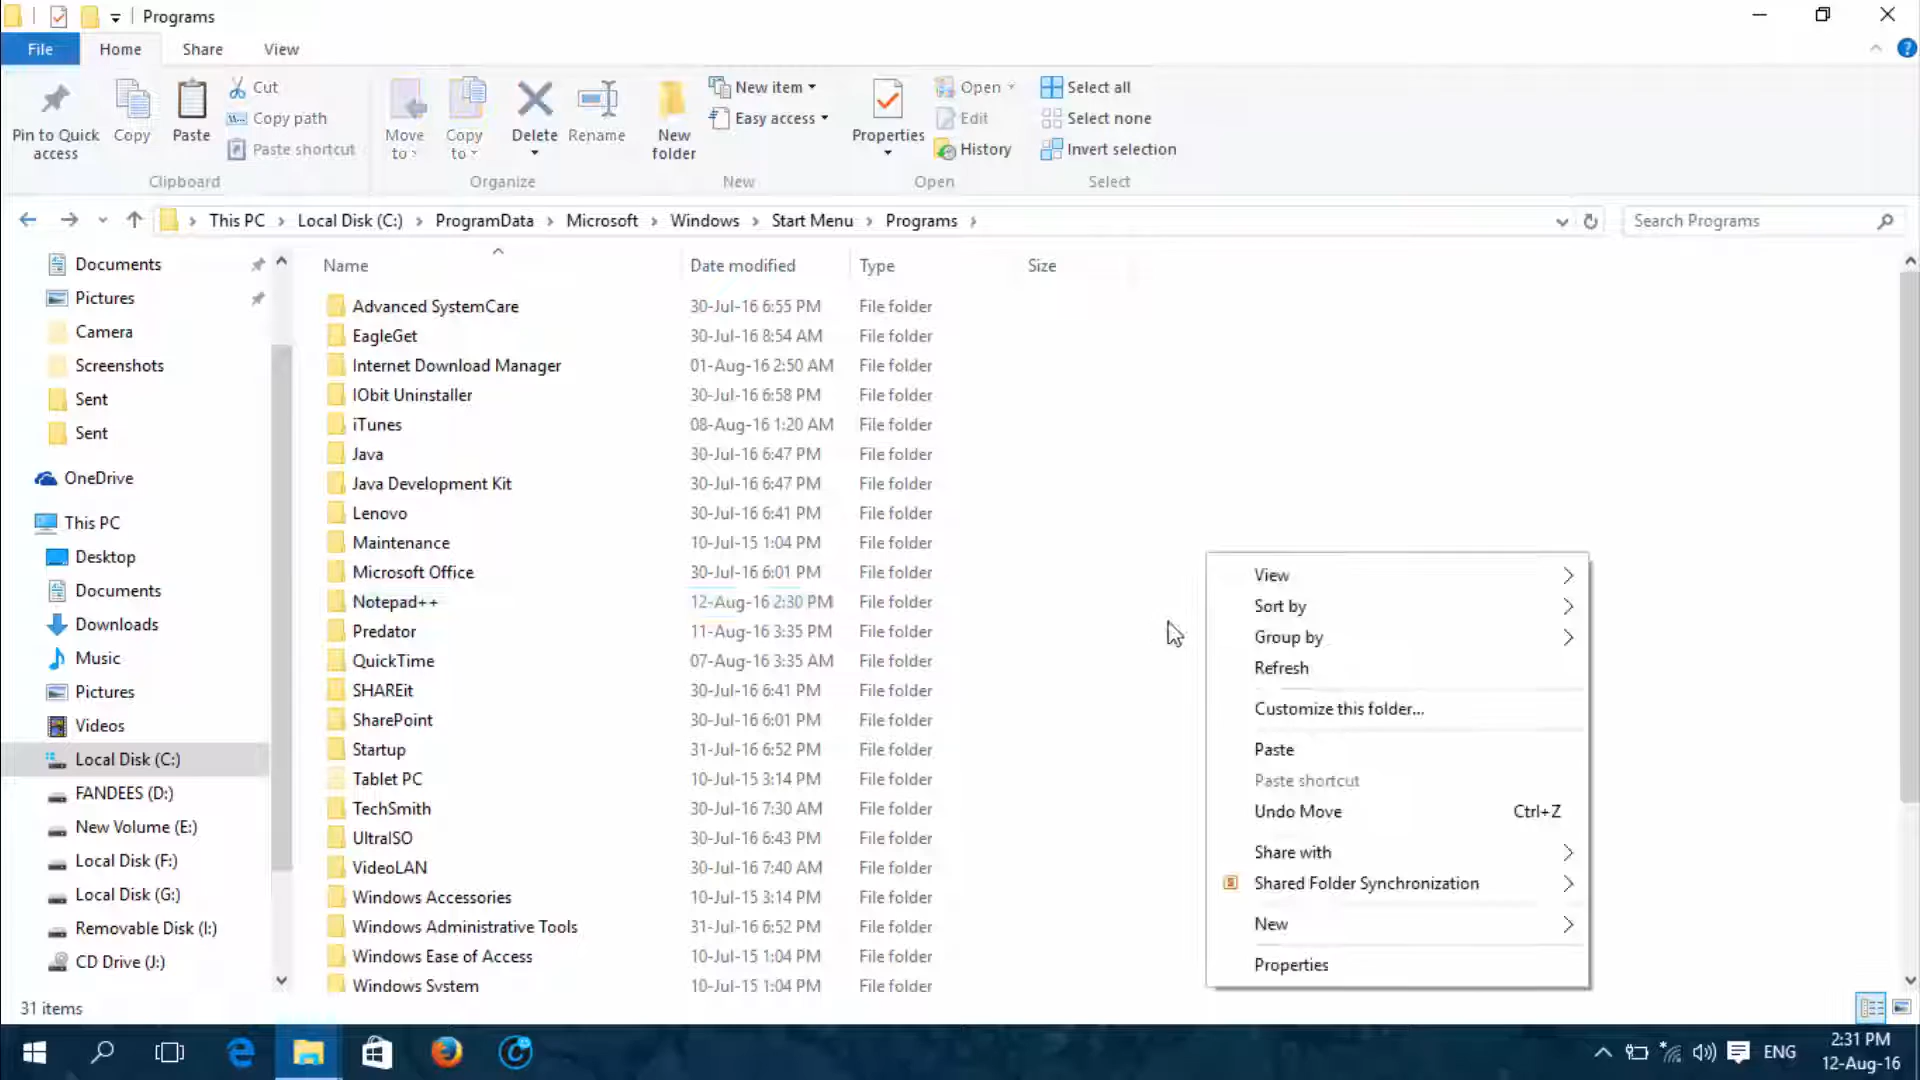 Programs
File Home Share View
Pin to Quick access
Copy
Paste
Cut
Copy path
Paste shortcut
Clipboard
Move to
Copy to
Delete
Rename
Organize
New folder
New item
Easy access
New
Properties
Open
Edit
History
Open
Select all
Select none
Invert selection
Select
This PC Local Disk (C:) ProgramData Microsoft Windows Start Menu Programs
Search Programs
Documents
Pictures
Camera
Screenshots
Sent
Sent
OneDrive
This PC
Desktop
Documents
Downloads
Music
Pictures
Videos
Local Disk (C:)
FANDEES (D:)
New Volume (E:)
Local Disk (F:)
Local Disk (G:)
Removable Disk (I:)
CD Drive (J:)
Name Date modified Type Size
Advanced SystemCare 30-Jul-16 6:55 PM File folder
EagleGet 30-Jul-16 8:54 AM File folder
Internet Download Manager 01-Aug-16 2:50 AM File folder
IObit Uninstaller 30-Jul-16 6:58 PM File folder
iTunes 08-Aug-16 1:20 AM File folder
Java 30-Jul-16 6:47 PM File folder
Java Development Kit 30-Jul-16 6:47 PM File folder
Lenovo 30-Jul-16 6:41 PM File folder
Maintenance 10-Jul-15 1:04 PM File folder
Microsoft Office 30-Jul-16 6:01 PM File folder
Notepad++ 12-Aug-16 2:30 PM File folder
Predator 11-Aug-16 3:35 PM File folder
QuickTime 07-Aug-16 3:35 AM File folder
SHAREit 30-Jul-16 6:41 PM File folder
SharePoint 30-Jul-16 6:01 PM File folder
Startup 31-Jul-16 6:52 PM File folder
Tablet PC 10-Jul-15 3:14 PM File folder
TechSmith 30-Jul-16 7:30 AM File folder
UltraISO 30-Jul-16 6:43 PM File folder
VideoLAN 30-Jul-16 7:40 AM File folder
Windows Accessories 10-Jul-15 3:14 PM File folder
Windows Administrative Tools 31-Jul-16 6:52 PM File folder
Windows Ease of Access 10-Jul-15 1:04 PM File folder
Windows System 10-Jul-15 1:04 PM File folder
View
Sort by
Group by
Refresh
Customize this folder...
Paste
Paste shortcut
Undo Move Ctrl+Z
Share with
Shared Folder Synchronization
New
Properties
31 items
ENG
2:31 PM
12-Aug-16